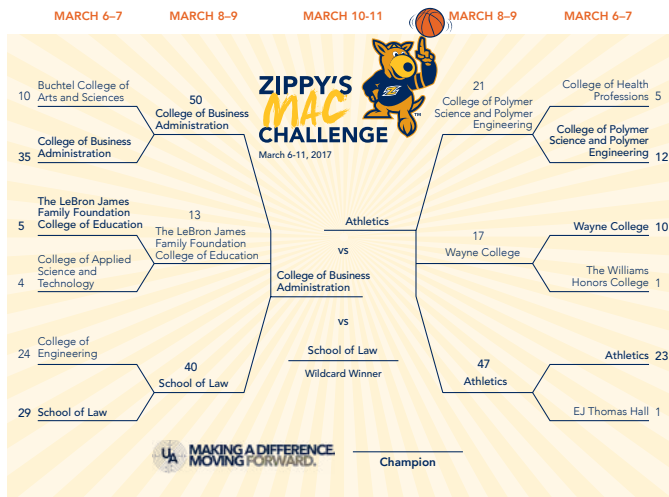 MARCH 6–7
MARCH 8–9
MARCH 10-11
MARCH 8–9
MARCH 6–7
ZIPPY'S
MAC
CHALLENGE
March 6-11, 2017
Z
TM
10
Buchtel College of
Arts and Sciences
35
College of Business
Administration
50
College of Business
Administration
5
The LeBron James
Family Foundation
College of Education
4
College of Applied
Science and
Technology
13
The LeBron James
Family Foundation
College of Education
24
College of
Engineering
29
School of Law
40
School of Law
Athletics
vs
College of Business
Administration
vs
School of Law
Wildcard Winner
21
College of Polymer
Science and Polymer
Engineering
College of Health
Professions
5
College of Polymer
Science and Polymer
Engineering
12
17
Wayne College
Wayne College
10
The Williams
Honors College
1
47
Athletics
Athletics
23
EJ Thomas Hall
1
UA
MAKING A DIFFERENCE.
MOVING FORWARD.
Champion